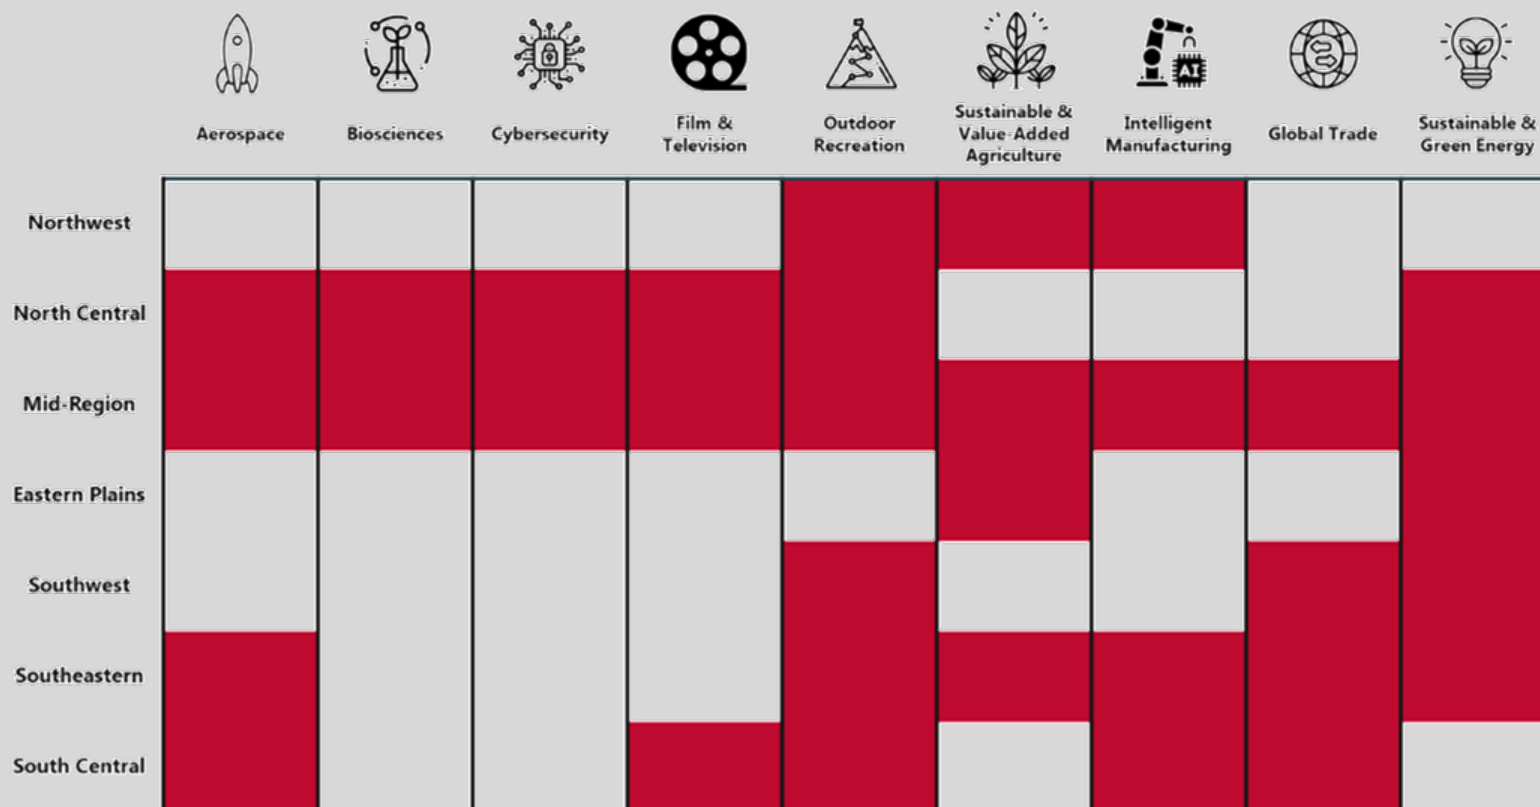 Aerospace
Biosciences
Cybersecurity
Film &
Television
Outdoor
Recreation
Sustainable &
Value-Added
Agriculture
AI
Intelligent
Manufacturing
Global Trade
Sustainable &
Green Energy
Northwest
North Central
Mid-Region
Eastern Plains
Southwest
Southeastern
South Central